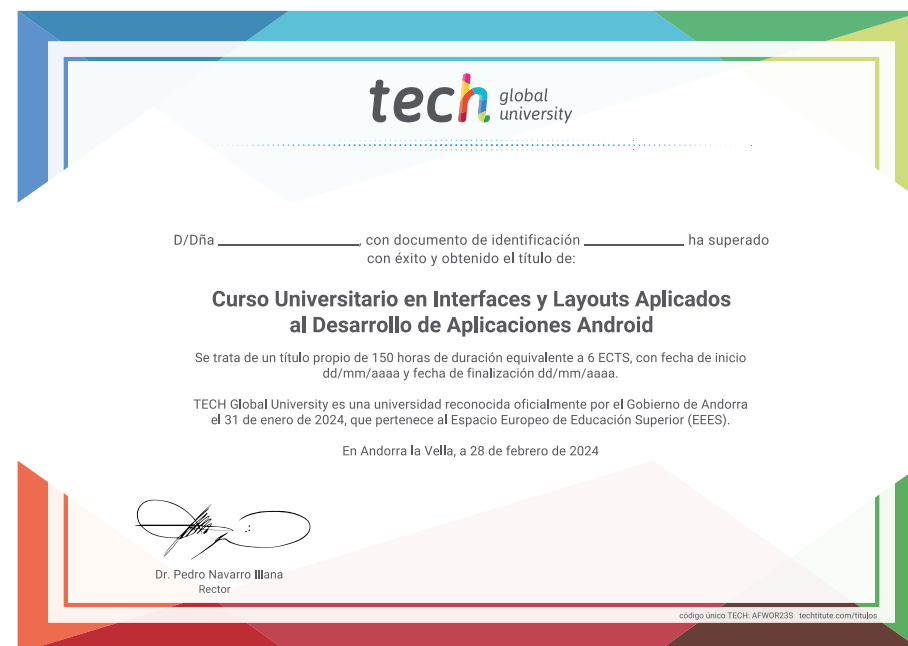 tech global
university
D/Dña ____________________, con documento de identificación ______________ ha superado
con éxito y obtenido el título de:
Curso Universitario en Interfaces y Layouts Aplicados
al Desarrollo de Aplicaciones Android
Se trata de un título propio de 150 horas de duración equivalente a 6 ECTS, con fecha de inicio
dd/mm/aaaa y fecha de finalización dd/mm/aaaa.
TECH Global University es una universidad reconocida oficialmente por el Gobierno de Andorra
el 31 de enero de 2024, que pertenece al Espacio Europeo de Educación Superior (EEES).
En Andorra la Vella, a 28 de febrero de 2024
Dr. Pedro Navarro Illana
Rector
código único TECH: AFWOR23S techtitute.com/titulos